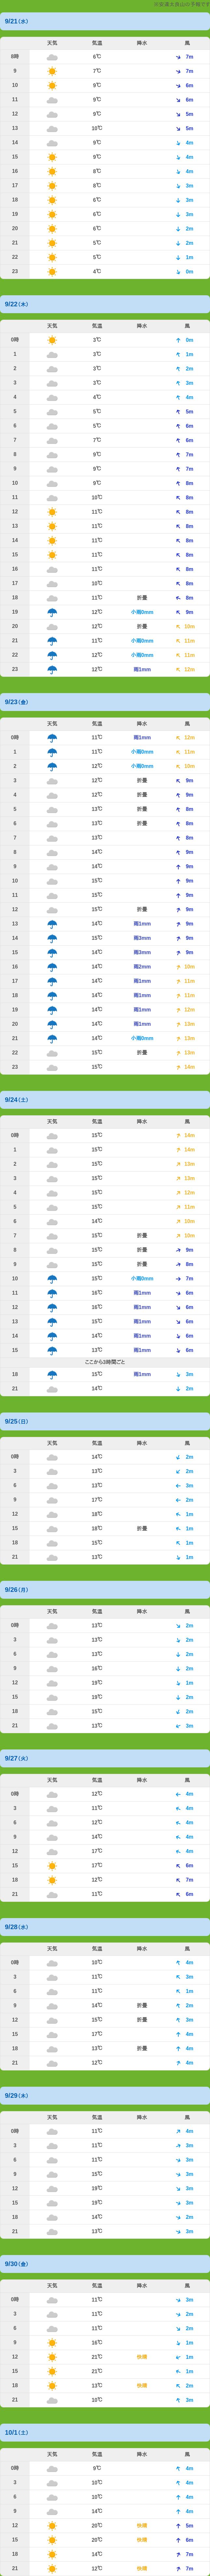 9/21(水)
天気 気温 降水 風
8時 6℃ 7m
9 7℃ 7m
10 9℃ 6m
11 9℃ 6m
12 9℃ 5m
13 10℃ 5m
14 9℃ 4m
15 9℃ 4m
16 8℃ 4m
17 8℃ 3m
18 6℃ 3m
19 6℃ 3m
20 6℃ 2m
21 5℃ 2m
22 5℃ 1m
23 4℃ 0m
9/22(木)
天気 気温 降水 風
0時 3℃ 0m
1 3℃ 1m
2 3℃ 2m
3 3℃ 3m
4 4℃ 4m
5 5℃ 5m
6 5℃ 6m
7 7℃ 6m
8 9℃ 7m
9 9℃ 7m
10 9℃ 8m
11 10℃ 8m
12 11℃ 8m
13 11℃ 8m
14 11℃ 8m
15 11℃ 8m
16 11℃ 8m
17 10℃ 8m
18 11℃ 折畳 8m
19 12℃ 小雨0mm 9m
20 12℃ 折畳 10m
21 11℃ 小雨0mm 11m
22 12℃ 小雨0mm 11m
23 12℃ 雨1mm 12m
9/23(金)
天気 気温 降水 風
0時 11℃ 雨1mm 12m
1 11℃ 小雨0mm 11m
2 12℃ 小雨0mm 10m
3 12℃ 折畳 9m
4 12℃ 折畳 9m
5 13℃ 折畳 8m
6 13℃ 折畳 8m
7 13℃ 8m
8 14℃ 9m
9 14℃ 9m
10 15℃ 9m
11 15℃ 9m
12 15℃ 折畳 9m
13 14℃ 雨1mm 9m
14 15℃ 雨3mm 9m
15 15℃ 雨3mm 9m
16 14℃ 雨2mm 10m
17 14℃ 雨1mm 11m
18 14℃ 雨1mm 11m
19 14℃ 雨1mm 12m
20 14℃ 雨1mm 13m
21 14℃ 小雨0mm 13m
22 15℃ 折畳 13m
23 15℃ 14m
9/24(土)
天気 気温 降水 風
0時 15℃ 14m
1 15℃ 14m
2 15℃ 13m
3 15℃ 13m
4 15℃ 12m
5 15℃ 11m
6 14℃ 10m
7 15℃ 折畳 10m
8 15℃ 折畳 9m
9 15℃ 折畳 8m
10 15℃ 小雨0mm 7m
11 16℃ 雨1mm 6m
12 16℃ 雨1mm 6m
13 15℃ 雨1mm 6m
14 14℃ 雨1mm 6m
15 13℃ 雨1mm 6m
ここから3時間ごと
18 15℃ 雨1mm 3m
21 14℃ 2m
9/25(日)
天気 気温 降水 風
0時 14℃ 2m
3 13℃ 2m
6 13℃ 3m
9 17℃ 2m
12 18℃ 1m
15 18℃ 折畳 1m
18 15℃ 1m
21 13℃ 1m
9/26(月)
天気 気温 降水 風
0時 13℃ 2m
3 13℃ 2m
6 13℃ 2m
9 16℃ 2m
12 19℃ 1m
15 19℃ 2m
18 15℃ 2m
21 13℃ 3m
9/27(火)
天気 気温 降水 風
0時 12℃ 4m
3 11℃ 4m
6 12℃ 4m
9 14℃ 4m
12 17℃ 4m
15 17℃ 6m
18 12℃ 7m
21 11℃ 6m
9/28(水)
天気 気温 降水 風
0時 10℃ 4m
3 11℃ 3m
6 11℃ 1m
9 14℃ 折畳 2m
12 15℃ 折畳 3m
15 17℃ 4m
18 13℃ 折畳 4m
21 12℃ 4m
9/29(木)
天気 気温 降水 風
0時 11℃ 4m
3 11℃ 3m
6 11℃ 3m
9 15℃ 3m
12 19℃ 3m
15 19℃ 3m
18 14℃ 2m
21 13℃ 3m
9/30(金)
天気 気温 降水 風
0時 11℃ 3m
3 11℃ 2m
6 11℃ 2m
9 16℃ 1m
12 21℃ 快晴 1m
15 21℃ 1m
18 13℃ 快晴 2m
21 10℃ 3m
10/1(土)
天気 気温 降水 風
0時 9℃ 4m
3 10℃ 4m
6 10℃ 4m
9 14℃ 4m
12 20℃ 快晴 5m
15 20℃ 快晴 6m
18 14℃ 7m
21 12℃ 快晴 7m